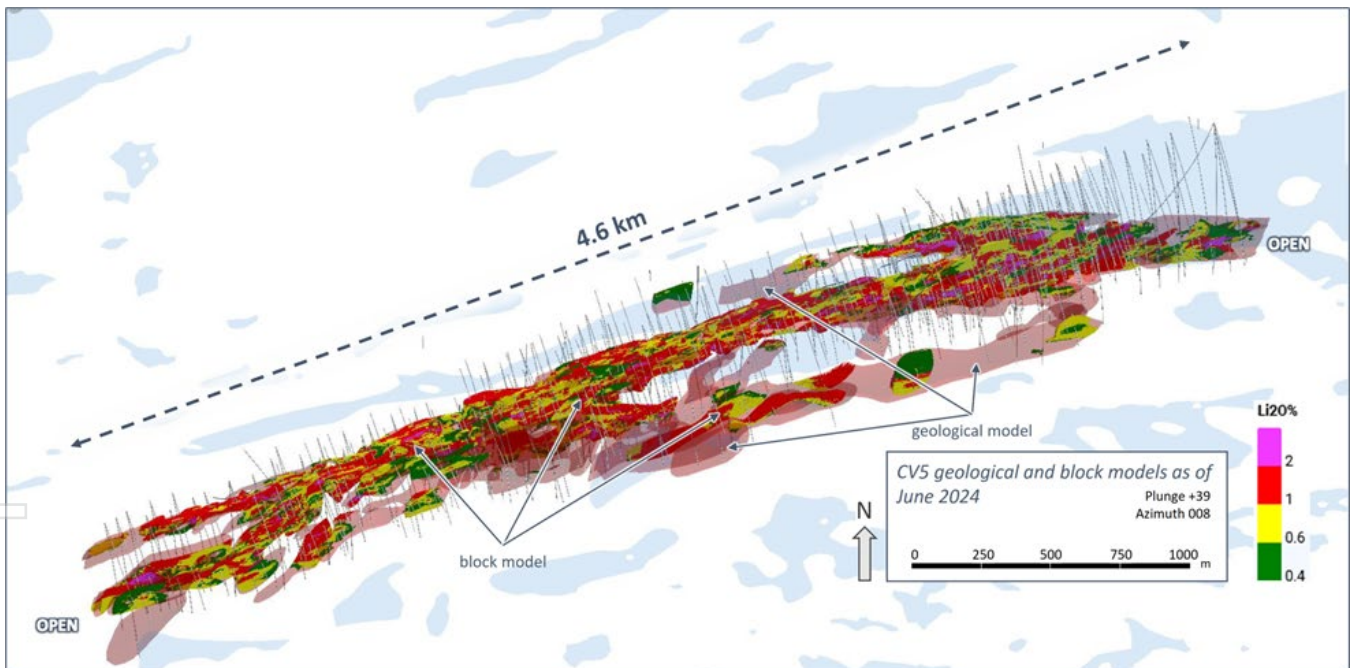 4.6 km
OPEN
geological model
block model
OPEN
Li20%
2
1
0.6
0.4
CV5 geological and block models as of
June 2024
Plunge +39
Azimuth 008
N
0 250 500 750 1000
m